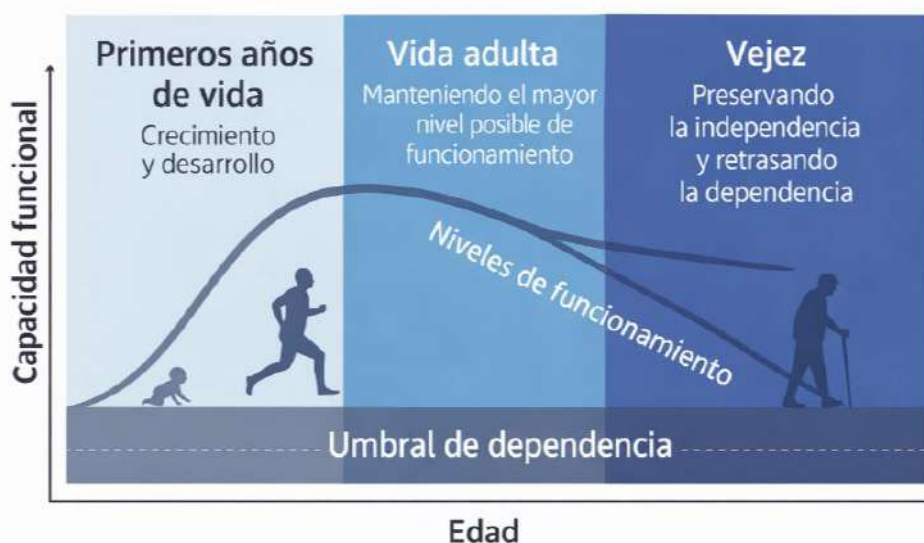 Primeros años
de vida
Crecimiento
y desarrollo
Vida adulta
Manteniendo el mayor
nivel posible de
funcionamiento
Vejez
Preservando
la independencia
y retrasando
la dependencia
Capacidad funcional
Niveles de funcionamiento
Umbral de dependencia
Edad